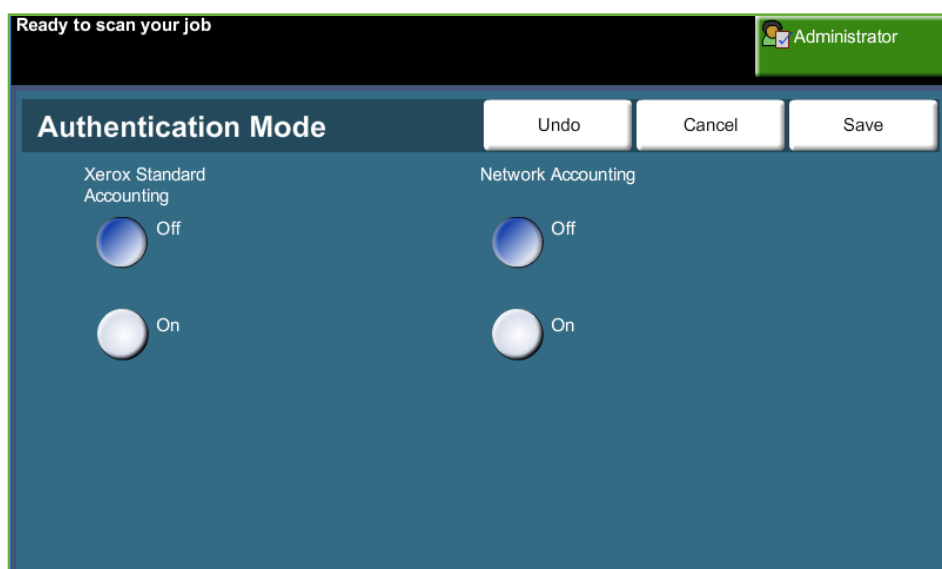 Ready to scan your job
Administrator
Authentication Mode
Undo
Cancel
Save
Xerox Standard
Accounting
Network Accounting
Off
Off
On
On